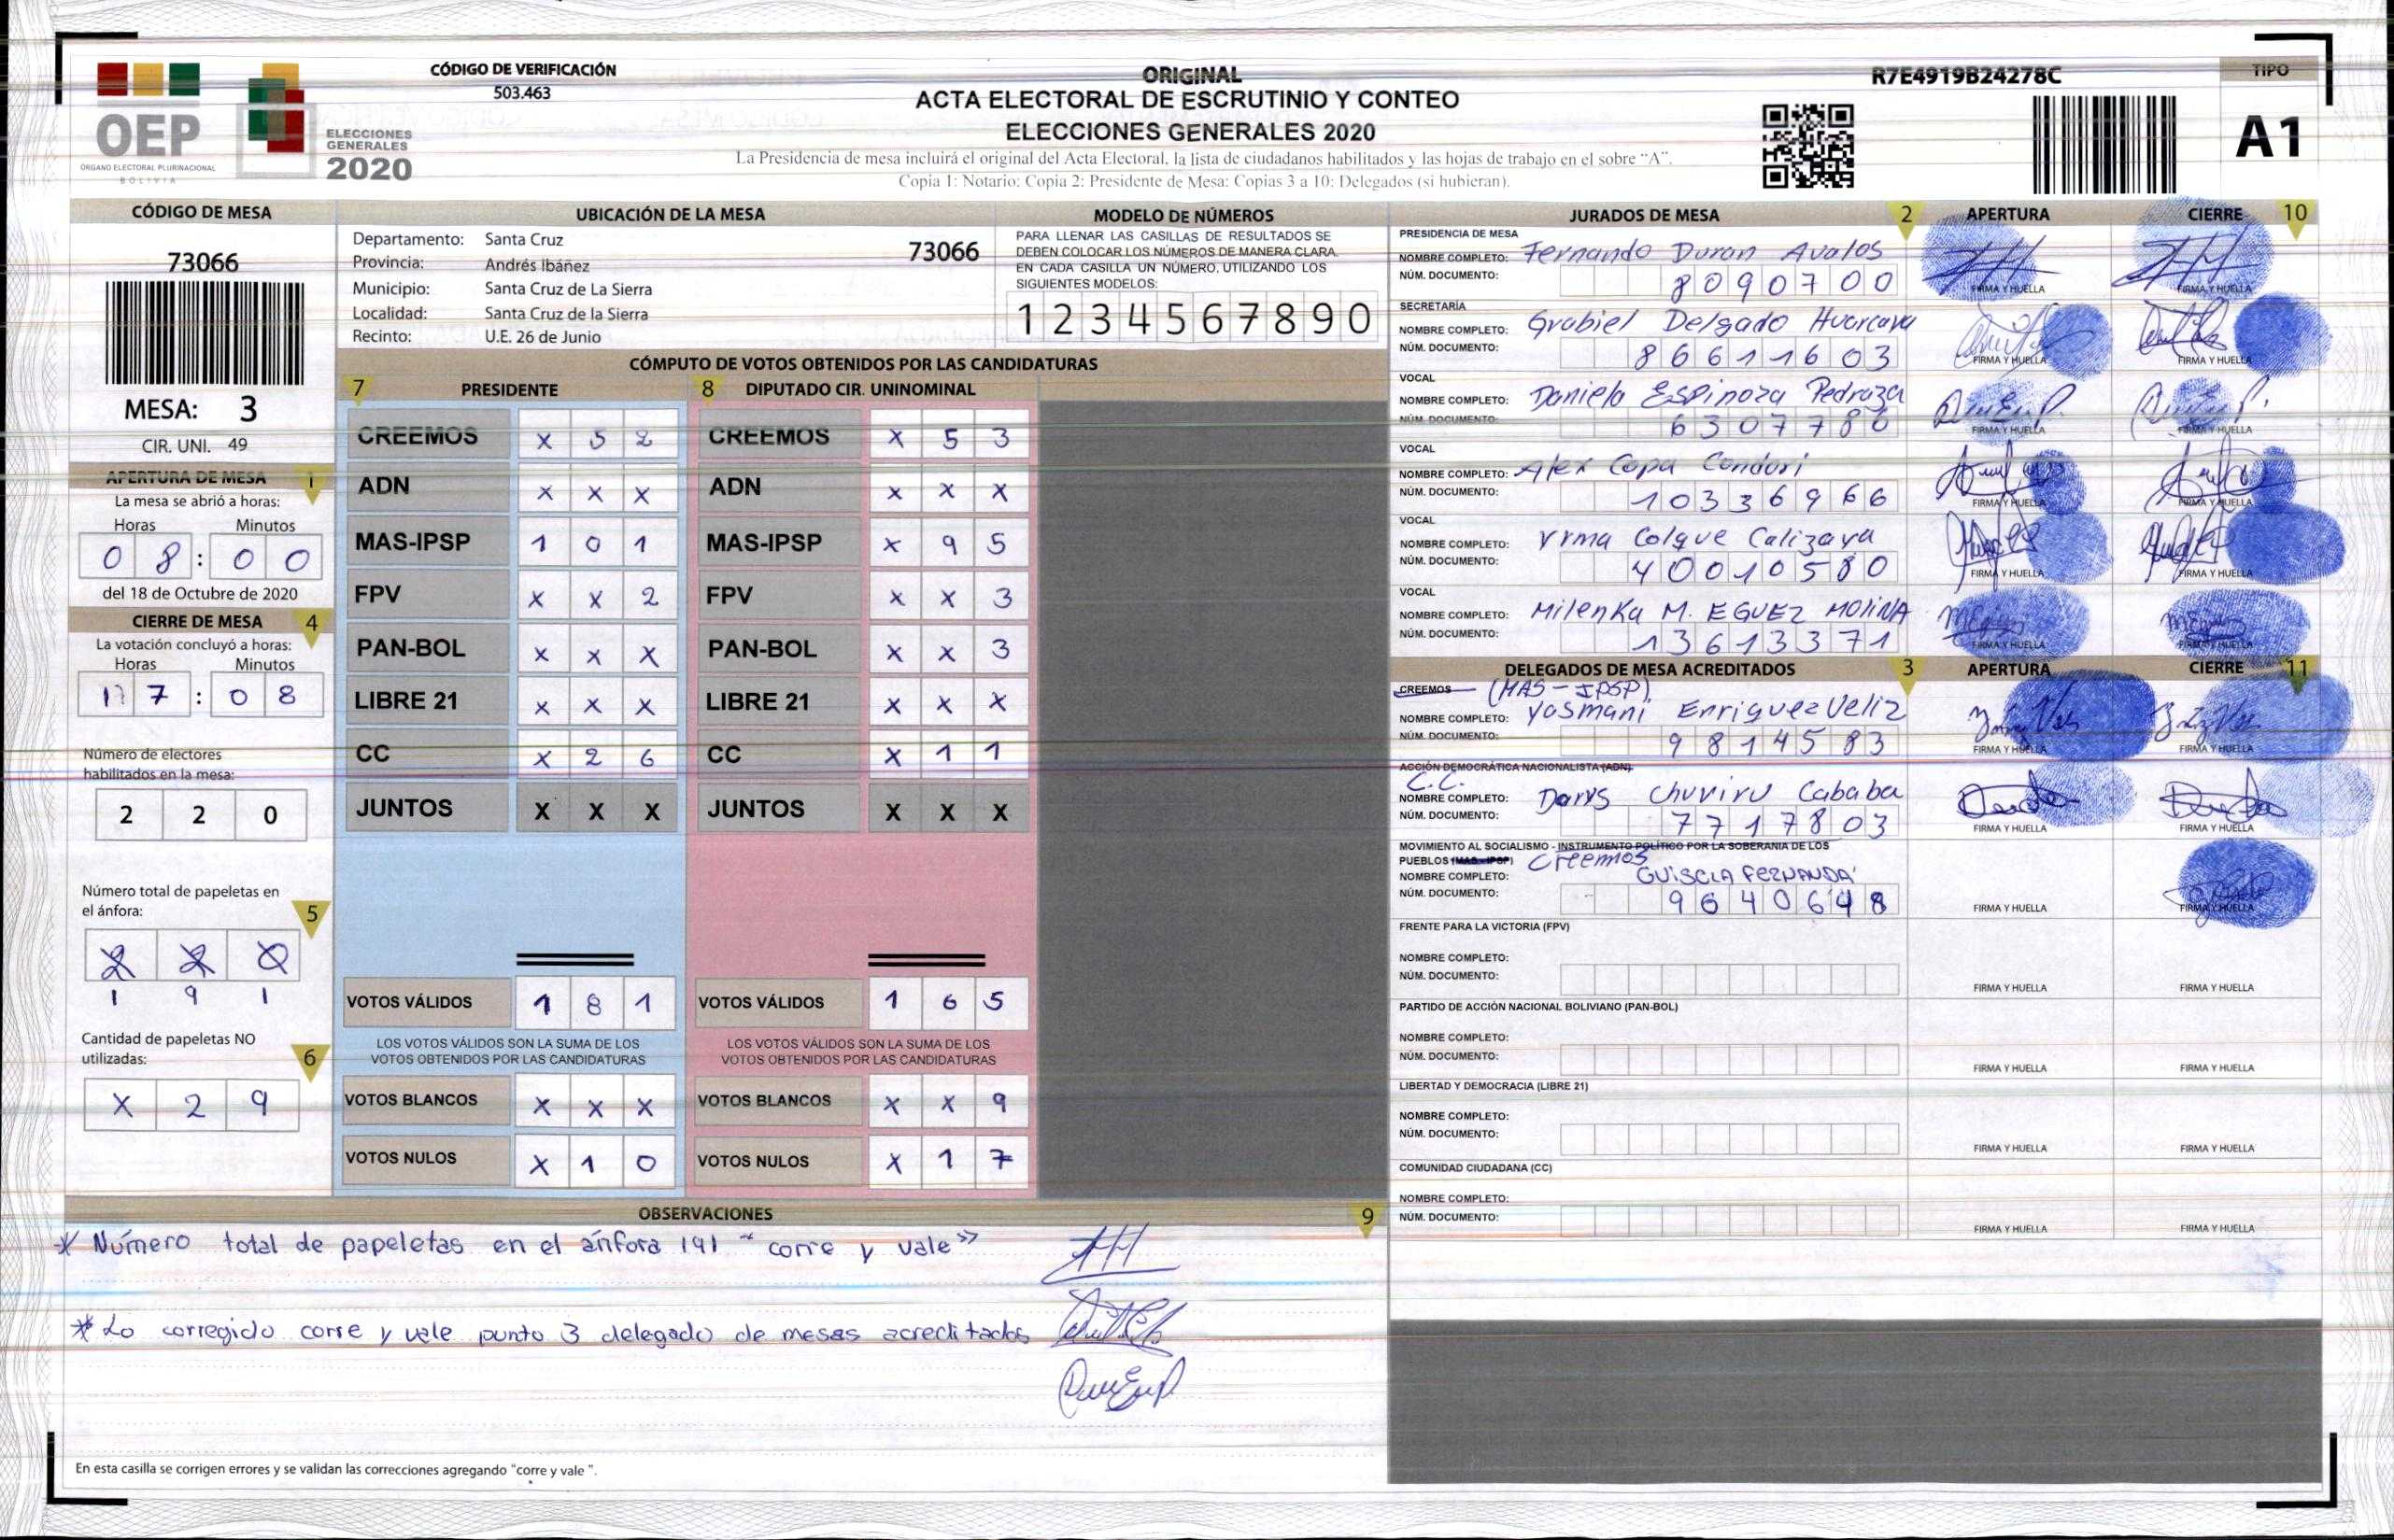 CÓDIGO DE VERIFICACIÓN
503.463
ORIGINAL
ACTA ELECTORAL DE ESCRUTINIO Y CONTEO
ELECCIONES GENERALES 2020
La Presidencia de mesa incluirá el original del Acta Electoral, la lista de ciudadanos habilitados y las hojas de trabajo en el sobre "A".
Copia 1: Notario: Copia 2: Presidente de Mesa: Copias 3 a 10: Delegados (si hubieran).
R7E4919B24278C
TIPO
A1
OEP
ÓRGANO ELECTORAL PLURINACIONAL
BOLIVIA
ELECCIONES
GENERALES
2020
CÓDIGO DE MESA
73066
MESA: 3
CIR. UNI. 49
APERTURA DE MESA 1
La mesa se abrió a horas:
Horas Minutos
0 8 : 0 0
del 18 de Octubre de 2020
CIERRE DE MESA 4
La votación concluyó a horas:
Horas Minutos
1 7 : 0 8
Número de electores
habilitados en la mesa:
2 2 0
Número total de papeletas en
el ánfora: 5
2 2 0
1 9 1
Cantidad de papeletas NO
utilizadas: 6
X 2 9
UBICACIÓN DE LA MESA
Departamento: Santa Cruz 73066
Provincia: Andrés Ibáñez
Municipio: Santa Cruz de La Sierra
Localidad: Santa Cruz de la Sierra
Recinto: U.E. 26 de Junio
MODELO DE NÚMEROS
PARA LLENAR LAS CASILLAS DE RESULTADOS SE
DEBEN COLOCAR LOS NÚMEROS DE MANERA CLARA.
EN CADA CASILLA UN NÚMERO, UTILIZANDO LOS
SIGUIENTES MODELOS:
1 2 3 4 5 6 7 8 9 0
CÓMPUTO DE VOTOS OBTENIDOS POR LAS CANDIDATURAS
7 PRESIDENTE 8 DIPUTADO CIR. UNINOMINAL
CREEMOS X 5 2 CREEMOS X 5 3
ADN X X X ADN X X X
MAS-IPSP 1 0 1 MAS-IPSP X 9 5
FPV X X 2 FPV X X 3
PAN-BOL X X X PAN-BOL X X 3
LIBRE 21 X X X LIBRE 21 X X X
CC X 2 6 CC X 1 1
JUNTOS X X X JUNTOS X X X
VOTOS VÁLIDOS 1 8 1 VOTOS VÁLIDOS 1 6 5
LOS VOTOS VÁLIDOS SON LA SUMA DE LOS LOS VOTOS VÁLIDOS SON LA SUMA DE LOS
VOTOS OBTENIDOS POR LAS CANDIDATURAS VOTOS OBTENIDOS POR LAS CANDIDATURAS
VOTOS BLANCOS X X X VOTOS BLANCOS X X 9
VOTOS NULOS X 1 0 VOTOS NULOS X 1 7
JURADOS DE MESA 2 APERTURA CIERRE 10
PRESIDENCIA DE MESA
NOMBRE COMPLETO: Fernando Duran Avalos
NÚM. DOCUMENTO: 8090700
FIRMA Y HUELLA FIRMA Y HUELLA
SECRETARÍA
NOMBRE COMPLETO: Grabiel Delgado Huarcaya
NÚM. DOCUMENTO: 86611603
FIRMA Y HUELLA FIRMA Y HUELLA
VOCAL
NOMBRE COMPLETO: Daniela Espinoza Pedraza
NÚM. DOCUMENTO: 6307780
FIRMA Y HUELLA FIRMA Y HUELLA
VOCAL
NOMBRE COMPLETO: Alex Copa Conduri
NÚM. DOCUMENTO: 10336966
FIRMA Y HUELLA FIRMA Y HUELLA
VOCAL
NOMBRE COMPLETO: Yrma Colque Calizaya
NÚM. DOCUMENTO: 40010580
FIRMA Y HUELLA FIRMA Y HUELLA
VOCAL
NOMBRE COMPLETO: Milenka M. EGUEZ MOLINA
NÚM. DOCUMENTO: 13613371
FIRMA Y HUELLA FIRMA Y HUELLA
DELEGADOS DE MESA ACREDITADOS 3 APERTURA CIERRE 11
CREEMOS (MAS-IPSP)
NOMBRE COMPLETO: Yosmani Enriquez Veliz
NÚM. DOCUMENTO: 9814583
FIRMA Y HUELLA FIRMA Y HUELLA
ACCIÓN DEMOCRÁTICA NACIONALISTA (ADN)
C.C.
NOMBRE COMPLETO: Darys Chuviru Cababa
NÚM. DOCUMENTO: 7717803
FIRMA Y HUELLA FIRMA Y HUELLA
MOVIMIENTO AL SOCIALISMO - INSTRUMENTO POLÍTICO POR LA SOBERANIA DE LOS
PUEBLOS (MAS - IPSP) Creemos
NOMBRE COMPLETO: GUISELA FERNANDA
NÚM. DOCUMENTO: 9640698
FIRMA Y HUELLA FIRMA Y HUELLA
FRENTE PARA LA VICTORIA (FPV)
NOMBRE COMPLETO:
NÚM. DOCUMENTO:
FIRMA Y HUELLA FIRMA Y HUELLA
PARTIDO DE ACCIÓN NACIONAL BOLIVIANO (PAN-BOL)
NOMBRE COMPLETO:
NÚM. DOCUMENTO:
FIRMA Y HUELLA FIRMA Y HUELLA
LIBERTAD Y DEMOCRACIA (LIBRE 21)
NOMBRE COMPLETO:
NÚM. DOCUMENTO:
FIRMA Y HUELLA FIRMA Y HUELLA
COMUNIDAD CIUDADANA (CC)
NOMBRE COMPLETO:
NÚM. DOCUMENTO:
FIRMA Y HUELLA FIRMA Y HUELLA
OBSERVACIONES 9
* Número total de papeletas en el ánfora 191 "corre y vale"
* Lo corregido corre y vale punto 3 delegado de mesas acreditados
En esta casilla se corrigen errores y se validan las correcciones agregando "corre y vale ".